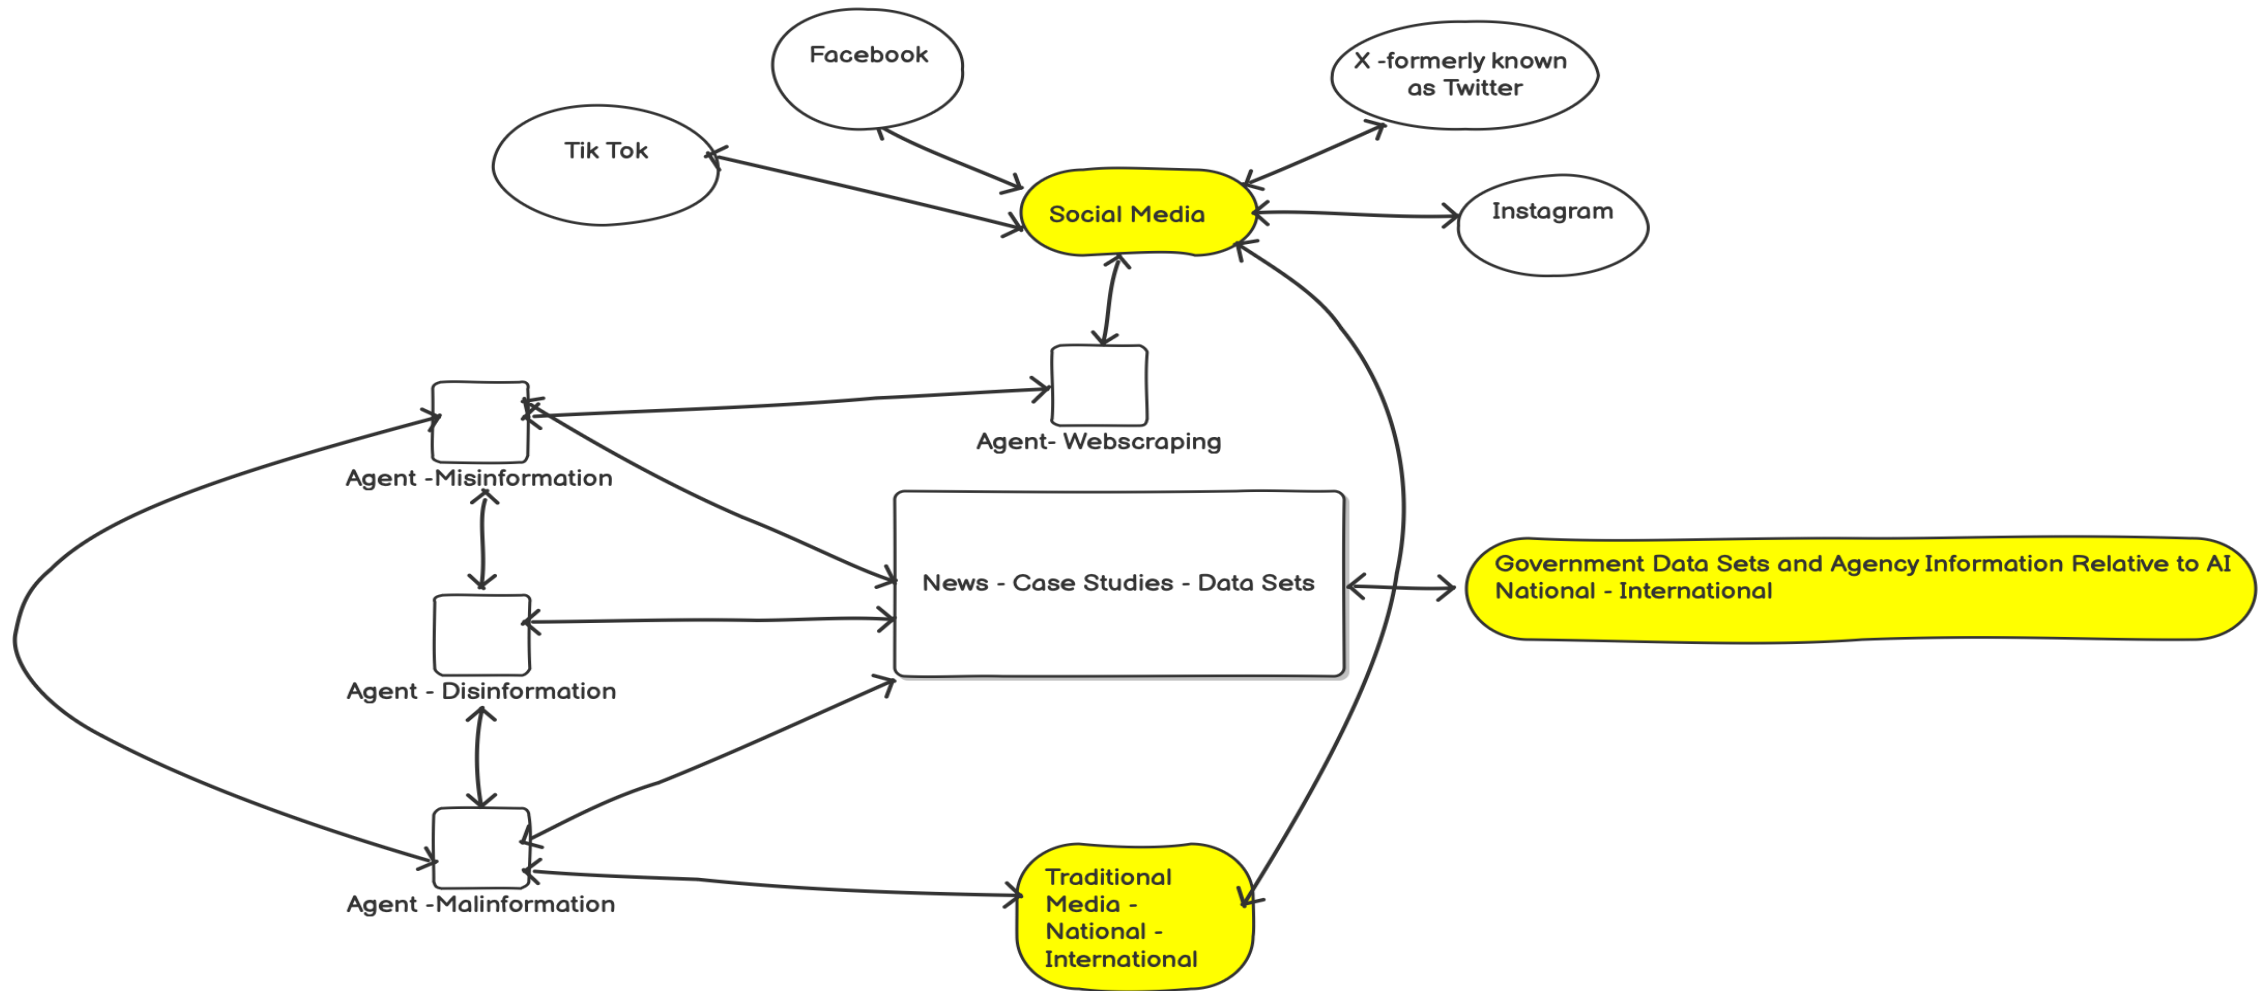 Facebook
X -formerly known
as Twitter
Tik Tok
Social Media
Instagram
Agent- Webscraping
Agent -Misinformation
News - Case Studies - Data Sets
Government Data Sets and Agency Information Relative to AI
National - International
Agent - Disinformation
Agent -Malinformation
Traditional
Media -
National -
International